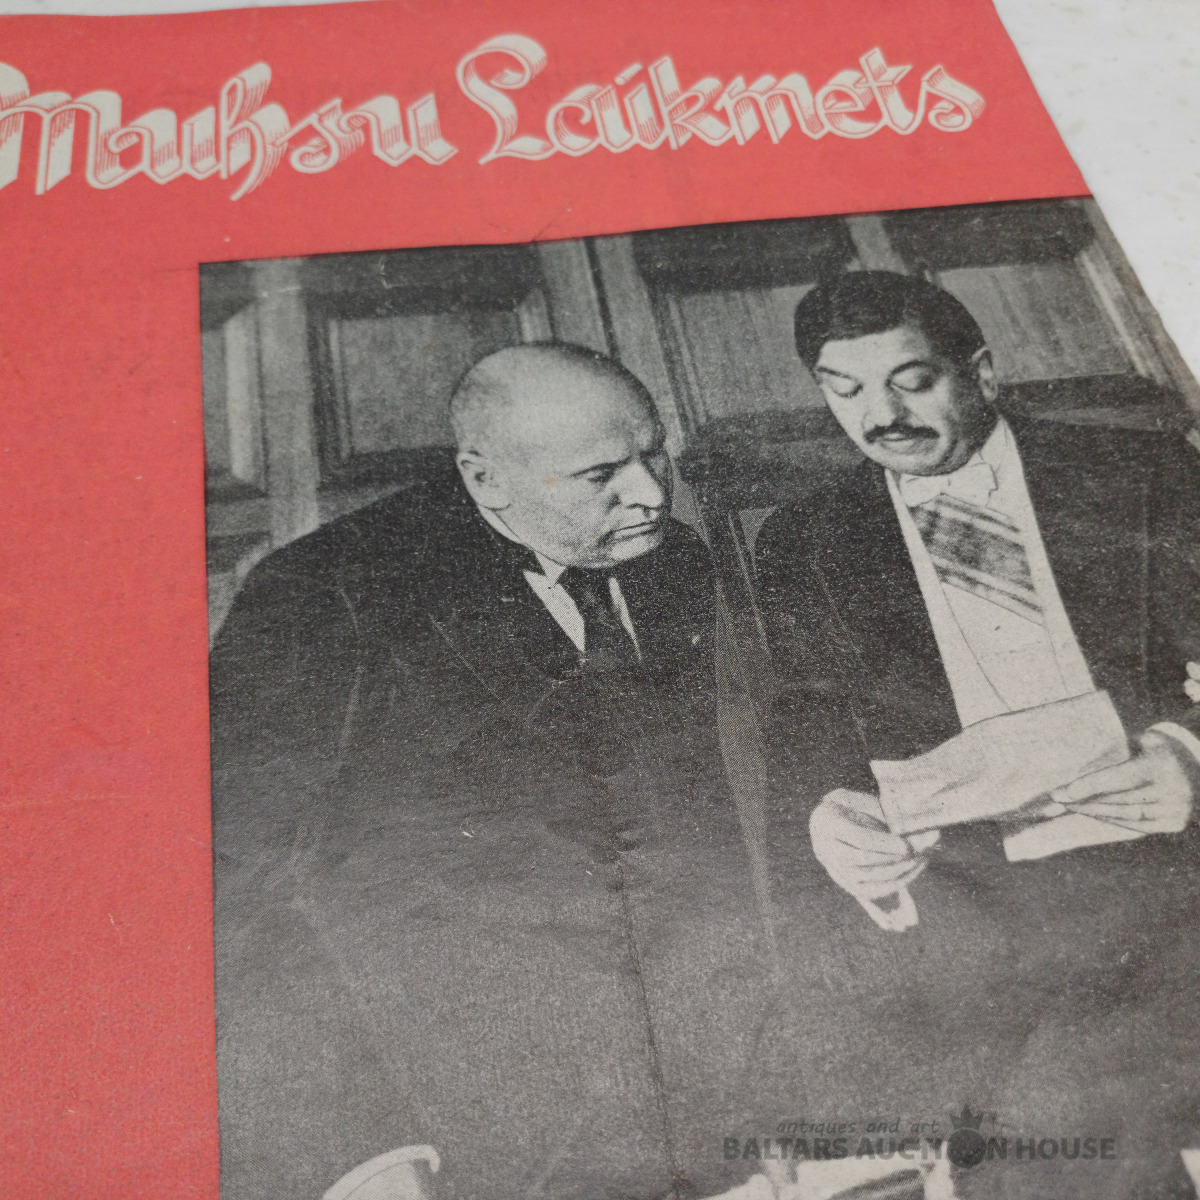 Muhsu Laikmets
antiques and art
BALTARS AUCTION HOUSE